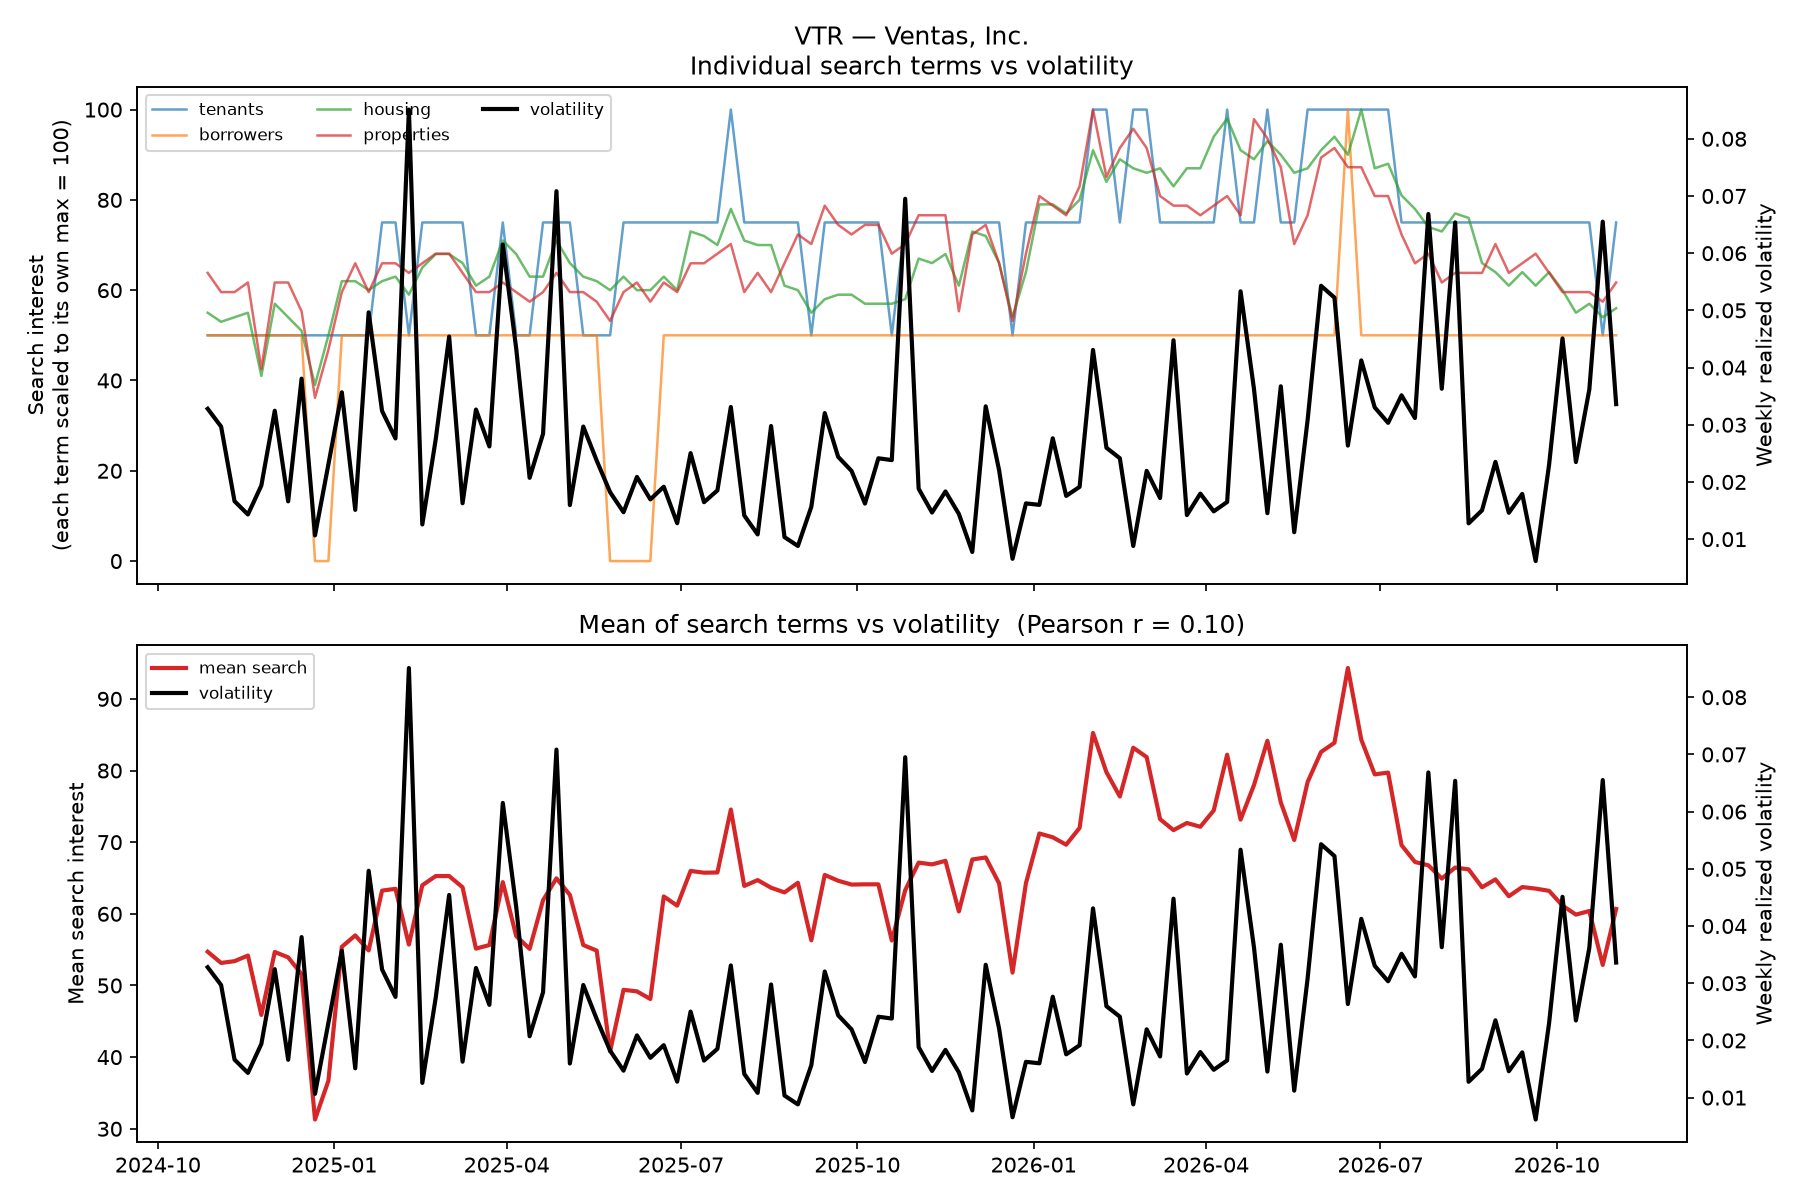 VTR — Ventas, Inc.
Individual search terms vs volatility
tenants
borrowers
housing
properties
volatility
Search interest
(each term scaled to its own max = 100)
100
80
60
40
20
0
0.08
0.07
0.06
0.05
0.04
0.03
0.02
0.01
Weekly realized volatility
Mean of search terms vs volatility (Pearson r = 0.10)
mean search
volatility
Mean search interest
90
80
70
60
50
40
30
0.08
0.07
0.06
0.05
0.04
0.03
0.02
0.01
Weekly realized volatility
2024-10
2025-01
2025-04
2025-07
2025-10
2026-01
2026-04
2026-07
2026-10